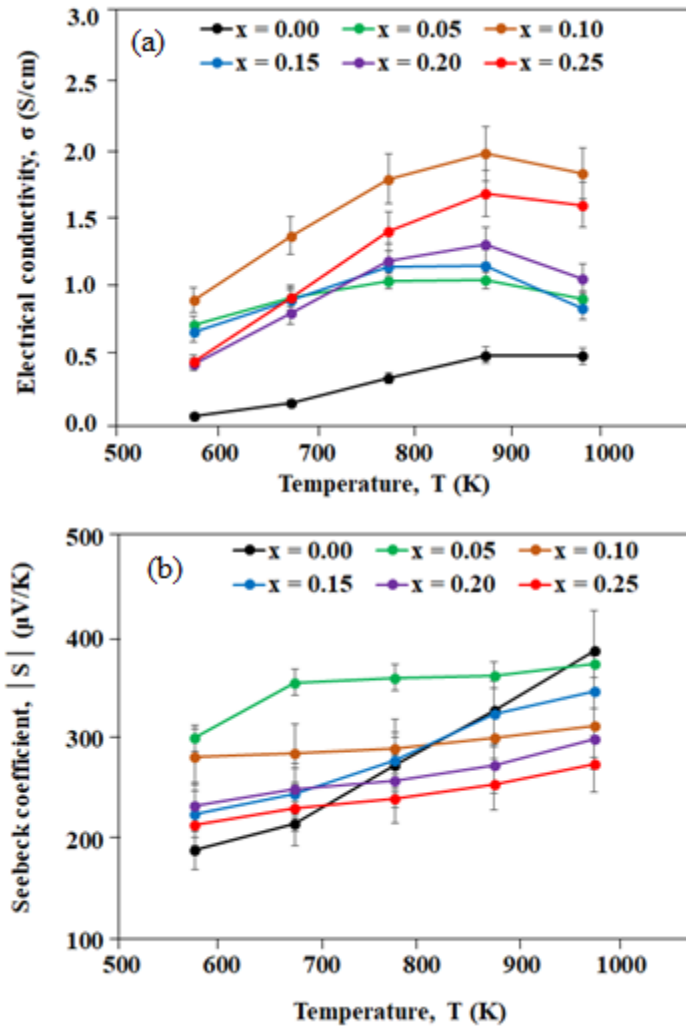 3.0
(a)
x = 0.00 x = 0.05 x = 0.10
x = 0.15 x = 0.20 x = 0.25
2.5
2.0
1.5
1.0
0.5
0.0
Electrical conductivity, σ (S/cm)
500 600 700 800 900 1000
Temperature, T (K)
500
(b)
x = 0.00 x = 0.05 x = 0.10
x = 0.15 x = 0.20 x = 0.25
400
300
200
100
Seebeck coefficient, | S | (μV/K)
500 600 700 800 900 1000
Temperature, T (K)